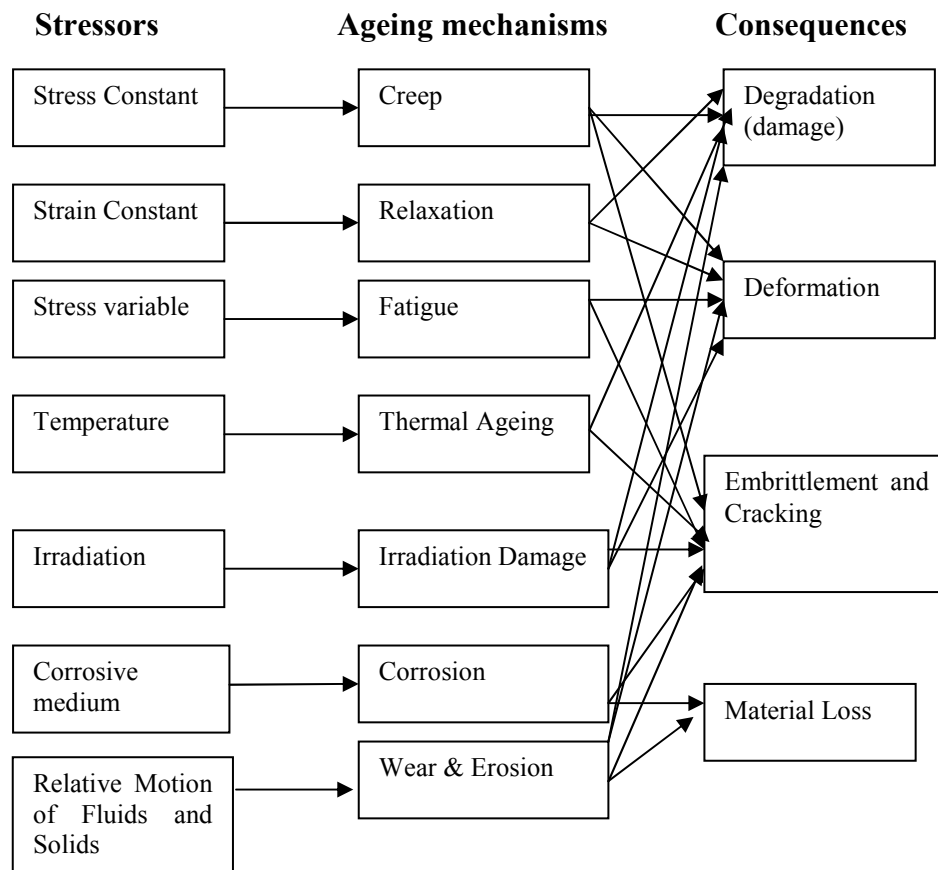 Stressors
Ageing mechanisms
Consequences
Stress Constant
Creep
Degradation
(damage)
Strain Constant
Relaxation
Deformation
Stress variable
Fatigue
Temperature
Thermal Ageing
Embrittlement and
Cracking
Irradiation
Irradiation Damage
Corrosive
medium
Corrosion
Material Loss
Relative Motion
of Fluids and
Solids
Wear & Erosion